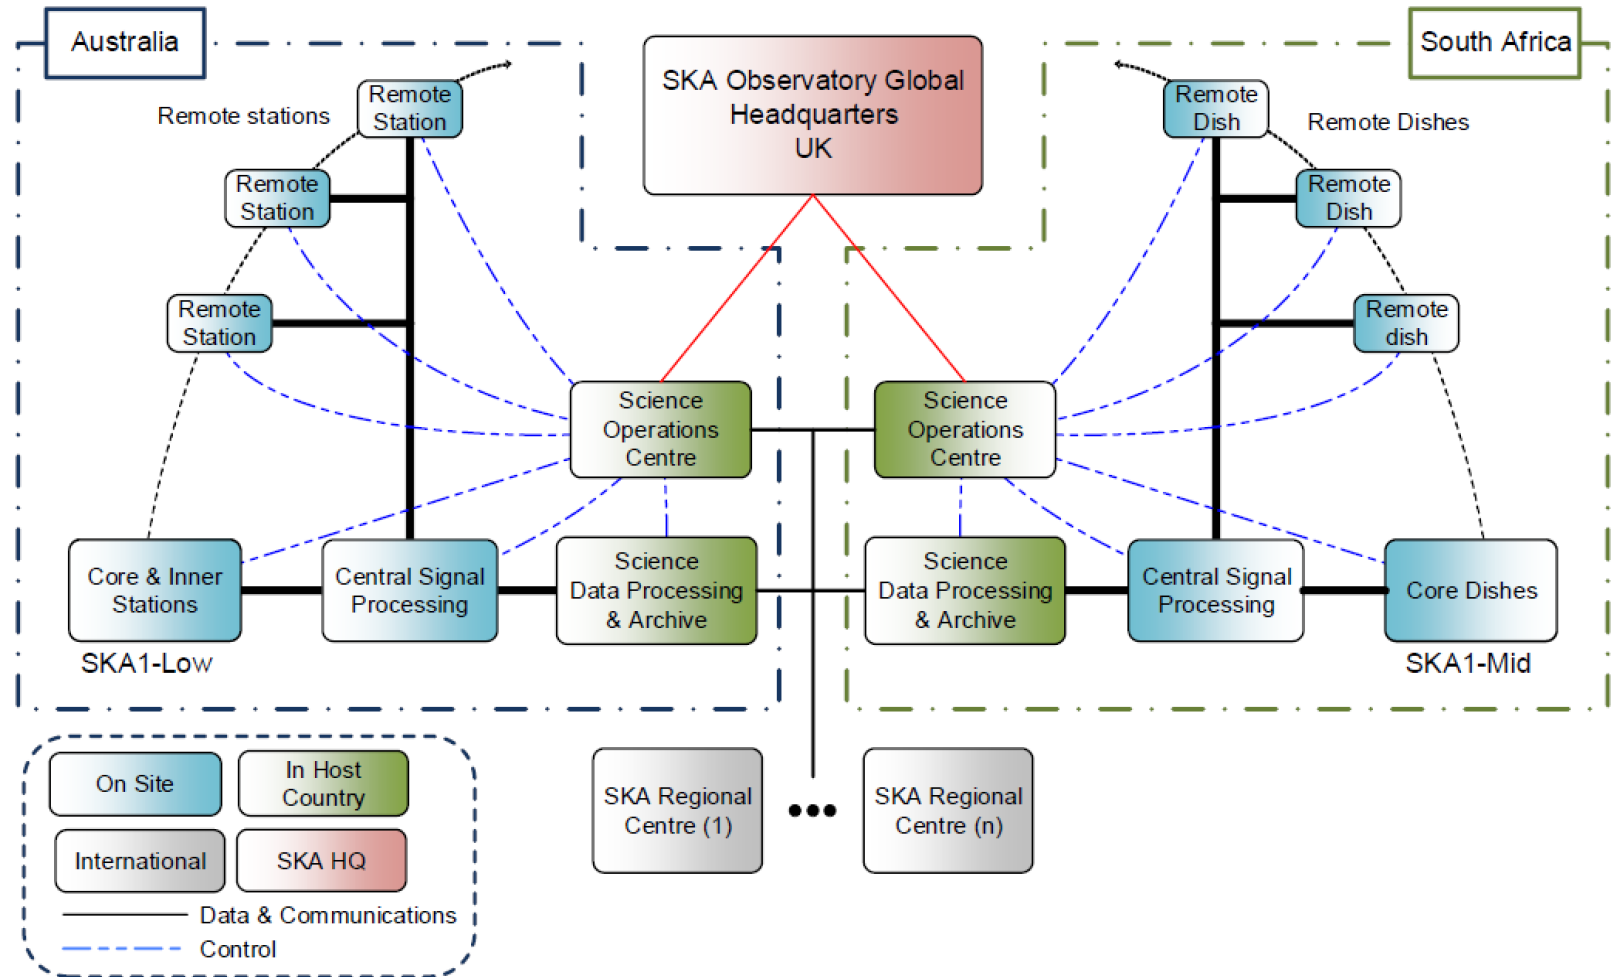 Australia
South Africa
SKA Observatory Global
Headquarters
UK
Remote stations
Remote
Station
Remote
Station
Remote
Station
Remote
Dish
Remote Dishes
Remote
Dish
Remote
dish
Science
Operations
Centre
Science
Operations
Centre
Core & Inner
Stations
Central Signal
Processing
Science
Data Processing
& Archive
Science
Data Processing
& Archive
Central Signal
Processing
Core Dishes
SKA1-Low
SKA1-Mid
On Site
In Host
Country
International
SKA HQ
Data & Communications
Control
SKA Regional
Centre (1)
SKA Regional
Centre (n)